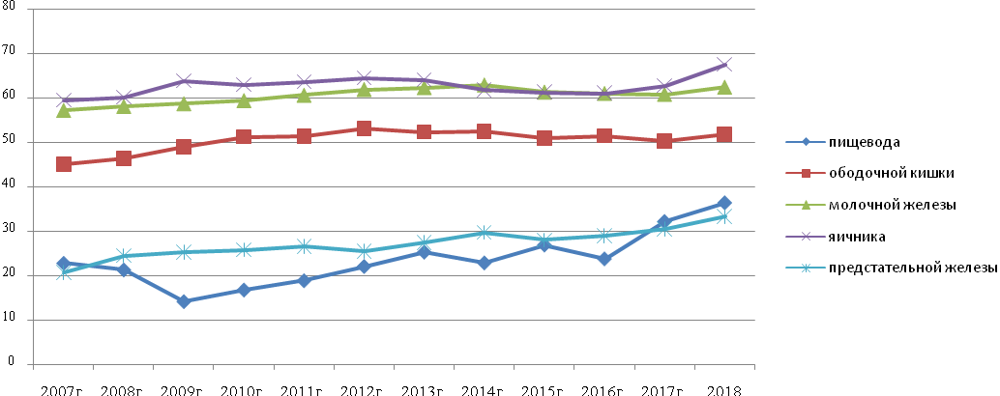 80
70
60
50
40
30
20
10
0
2007г 2008г 2009г 2010г 2011г 2012г 2013г 2014г 2015г 2016г 2017г 2018
пищевода
ободочной кишки
молочной железы
яичника
предстательной железы